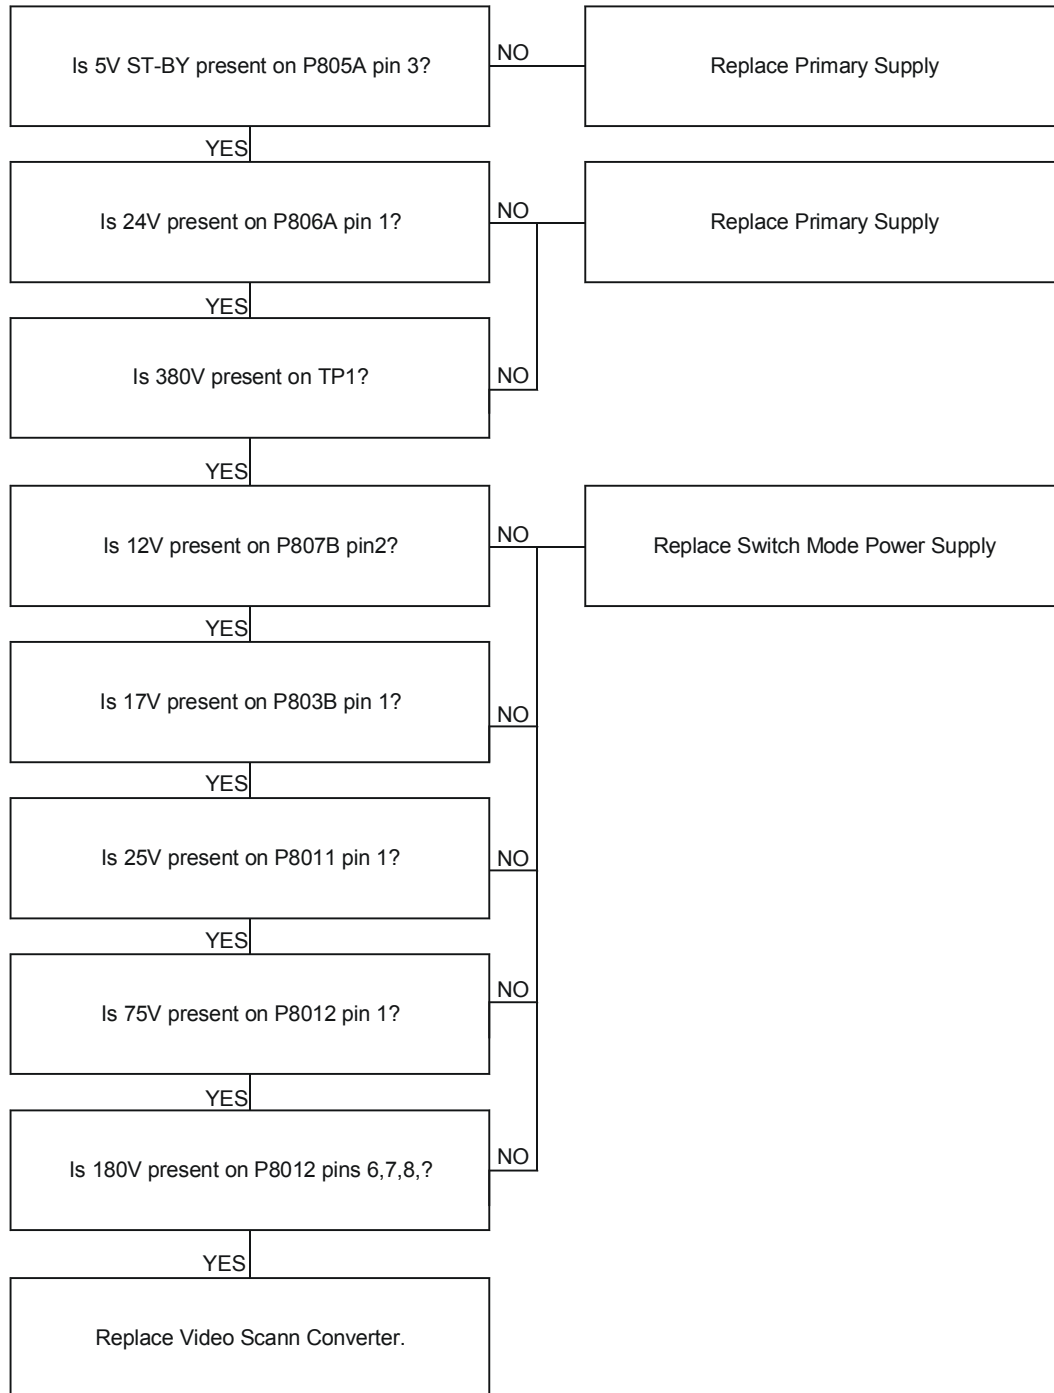 Is 5V ST-BY present on P805A pin 3?
NO
Replace Primary Supply
YES
Is 24V present on P806A pin 1?
NO
Replace Primary Supply
YES
Is 380V present on TP1?
NO
YES
Is 12V present on P807B pin2?
NO
Replace Switch Mode Power Supply
YES
Is 17V present on P803B pin 1?
NO
YES
Is 25V present on P8011 pin 1?
NO
YES
Is 75V present on P8012 pin 1?
NO
YES
Is 180V present on P8012 pins 6,7,8,?
NO
YES
Replace Video Scann Converter.